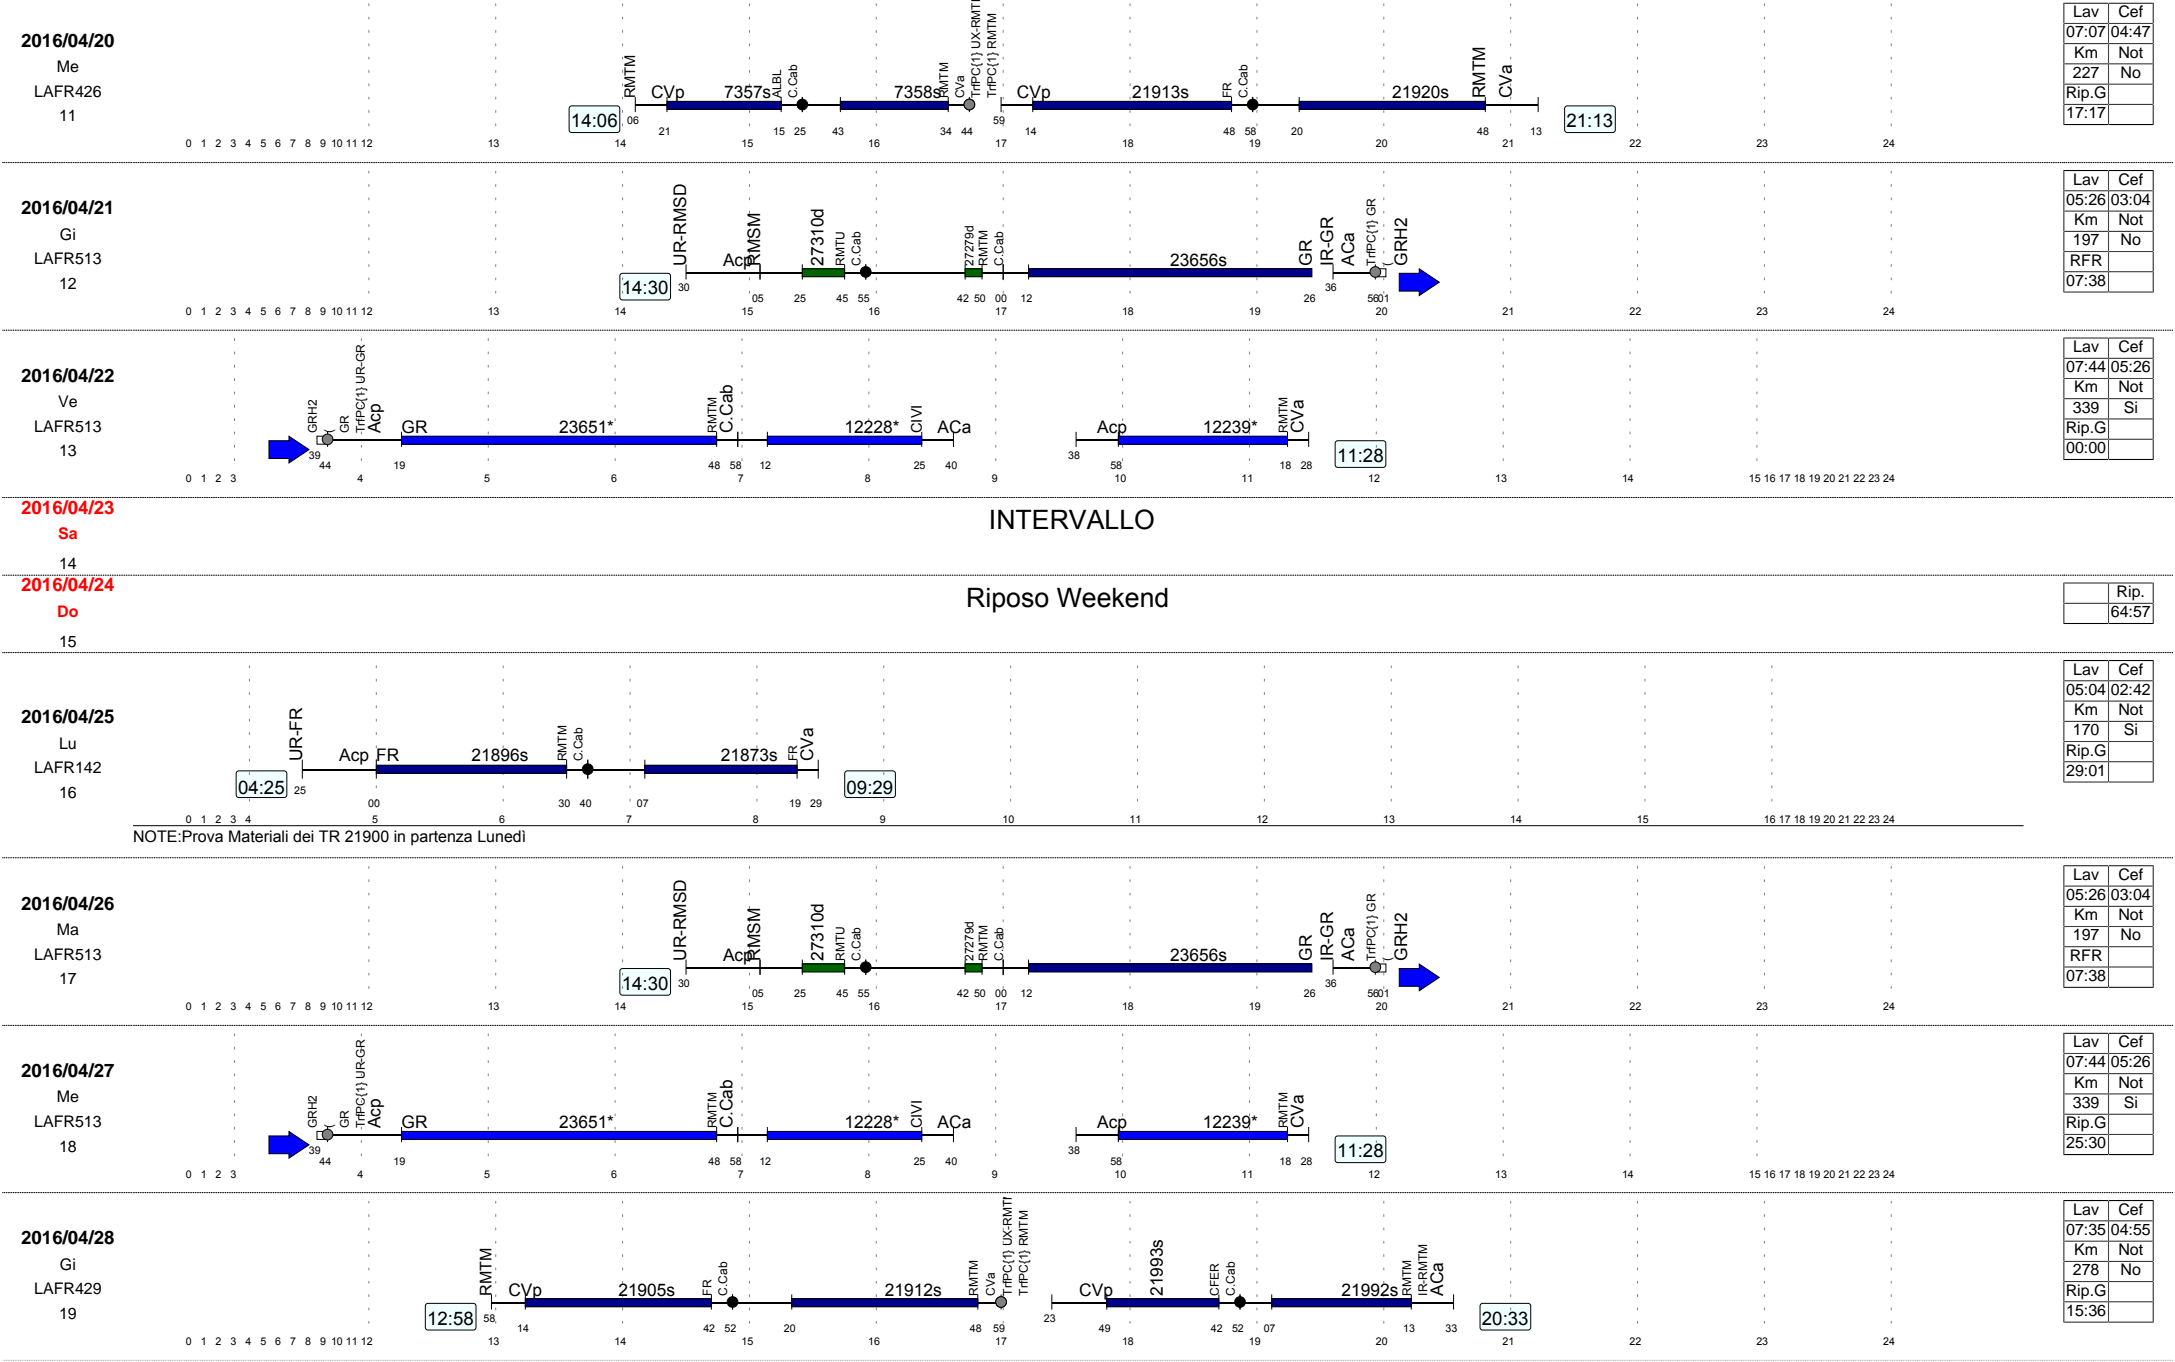 2016/04/20
Me
LAFR426
11
14:06
RMTM
CVp
7357s
ALBL
C.Cab
7358s
RMTM
CVa
TrfPC{1} RMTM
CVp
21913s
FR
C.Cab
21920s
RMTM
CVa
21:13
06 21 15 25 43 34 44 59 14 48 58 20 48 13
0 1 2 3 4 5 6 7 8 9 10 11 12 13 14 15 16 17 18 19 20 21 22 23 24
Lav Cef
07:07 04:47
Km Not
227 No
Rip.G
17:17
2016/04/21
Gi
LAFR513
12
14:30
UR-RMSD
Acp
RMSM
27310d
RMTU
C.Cab
27279d
RMTM
C.Cab
23656s
GR
IR-GR
ACa
TrfPC{1} GR
GRH2
30 05 25 45 55 42 50 00 12 26 36 56 01
0 1 2 3 4 5 6 7 8 9 10 11 12 13 14 15 16 17 18 19 20 21 22 23 24
Lav Cef
05:26 03:04
Km Not
197 No
RFR
07:38
2016/04/22
Ve
LAFR513
13
GRH2
GR
TrfPC{1} UR-GR
Acp
GR
23651*
RMTM
C.Cab
12228*
CIVI
ACa
Acp
12239*
RMTM
CVa
11:28
39 44 19 48 58 12 25 40 38 58 18 28
0 1 2 3 4 5 6 7 8 9 10 11 12 13 14 15 16 17 18 19 20 21 22 23 24
Lav Cef
07:44 05:26
Km Not
339 Si
Rip.G
00:00
2016/04/23
Sa
14
INTERVALLO
2016/04/24
Do
15
Riposo Weekend
Rip.
64:57
2016/04/25
Lu
LAFR142
16
04:25
UR-FR
Acp
FR
21896s
RMTM
C.Cab
21873s
FR
CVa
09:29
25 00 30 40 07 19 29
0 1 2 3 4 5 6 7 8 9 10 11 12 13 14 15 16 17 18 19 20 21 22 23 24
NOTE:Prova Materiali dei TR 21900 in partenza Lunedì
Lav Cef
05:04 02:42
Km Not
170 Si
Rip.G
29:01
2016/04/26
Ma
LAFR513
17
14:30
UR-RMSD
Acp
RMSM
27310d
RMTU
C.Cab
27279d
RMTM
C.Cab
23656s
GR
IR-GR
ACa
TrfPC{1} GR
GRH2
30 05 25 45 55 42 50 00 12 26 36 56 01
0 1 2 3 4 5 6 7 8 9 10 11 12 13 14 15 16 17 18 19 20 21 22 23 24
Lav Cef
05:26 03:04
Km Not
197 No
RFR
07:38
2016/04/27
Me
LAFR513
18
GRH2
GR
TrfPC{1} UR-GR
Acp
GR
23651*
RMTM
C.Cab
12228*
CIVI
ACa
Acp
12239*
RMTM
CVa
11:28
39 44 19 48 58 12 25 40 38 58 18 28
0 1 2 3 4 5 6 7 8 9 10 11 12 13 14 15 16 17 18 19 20 21 22 23 24
Lav Cef
07:44 05:26
Km Not
339 Si
Rip.G
25:30
2016/04/28
Gi
LAFR429
19
12:58
RMTM
CVp
21905s
FR
C.Cab
21912s
RMTM
CVa
TrfPC{1} RMTM
CVp
21993s
CFER
C.Cab
21992s
RMTM
IR-RMTM
ACa
20:33
58 14 42 52 20 48 59 23 49 42 52 07 13 33
0 1 2 3 4 5 6 7 8 9 10 11 12 13 14 15 16 17 18 19 20 21 22 23 24
Lav Cef
07:35 04:55
Km Not
278 No
Rip.G
15:36